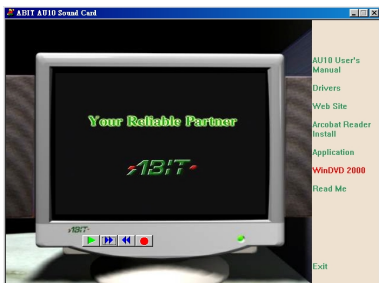 ABIT AU10 Sound Card
Your Reliable Partner
ABIT
ABIT
AU10 User's
Manual
Drivers
Web Site
Arcobat Reader
Install
Application
WinDVD 2000
Read Me
Exit